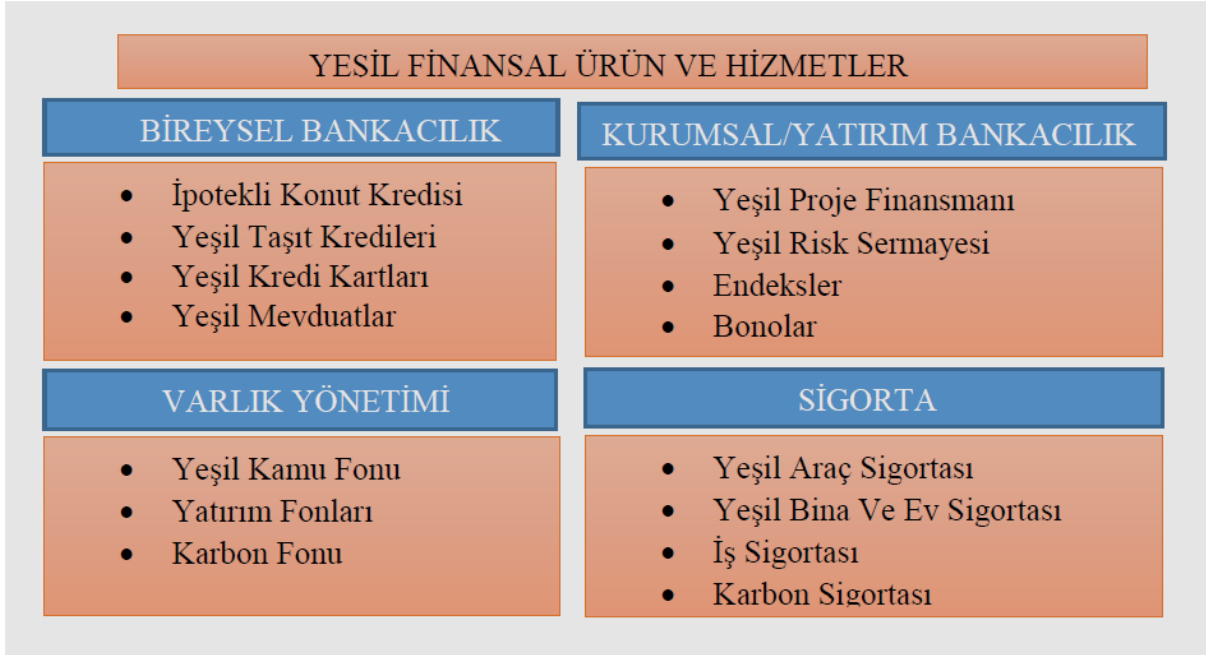 YESİL FİNANSAL ÜRÜN VE HİZMETLER
BİREYSEL BANKACILIK
• İpotekli Konut Kredisi
• Yeşil Taşıt Kredileri
• Yeşil Kredi Kartları
• Yeşil Mevduatlar
KURUMSAL/YATIRIM BANKACILIK
• Yeşil Proje Finansmanı
• Yeşil Risk Sermayesi
• Endeksler
• Bonolar
VARLIK YÖNETİMİ
• Yeşil Kamu Fonu
• Yatırım Fonları
• Karbon Fonu
SİGORTA
• Yeşil Araç Sigortası
• Yeşil Bina Ve Ev Sigortası
• İş Sigortası
• Karbon Sigortası